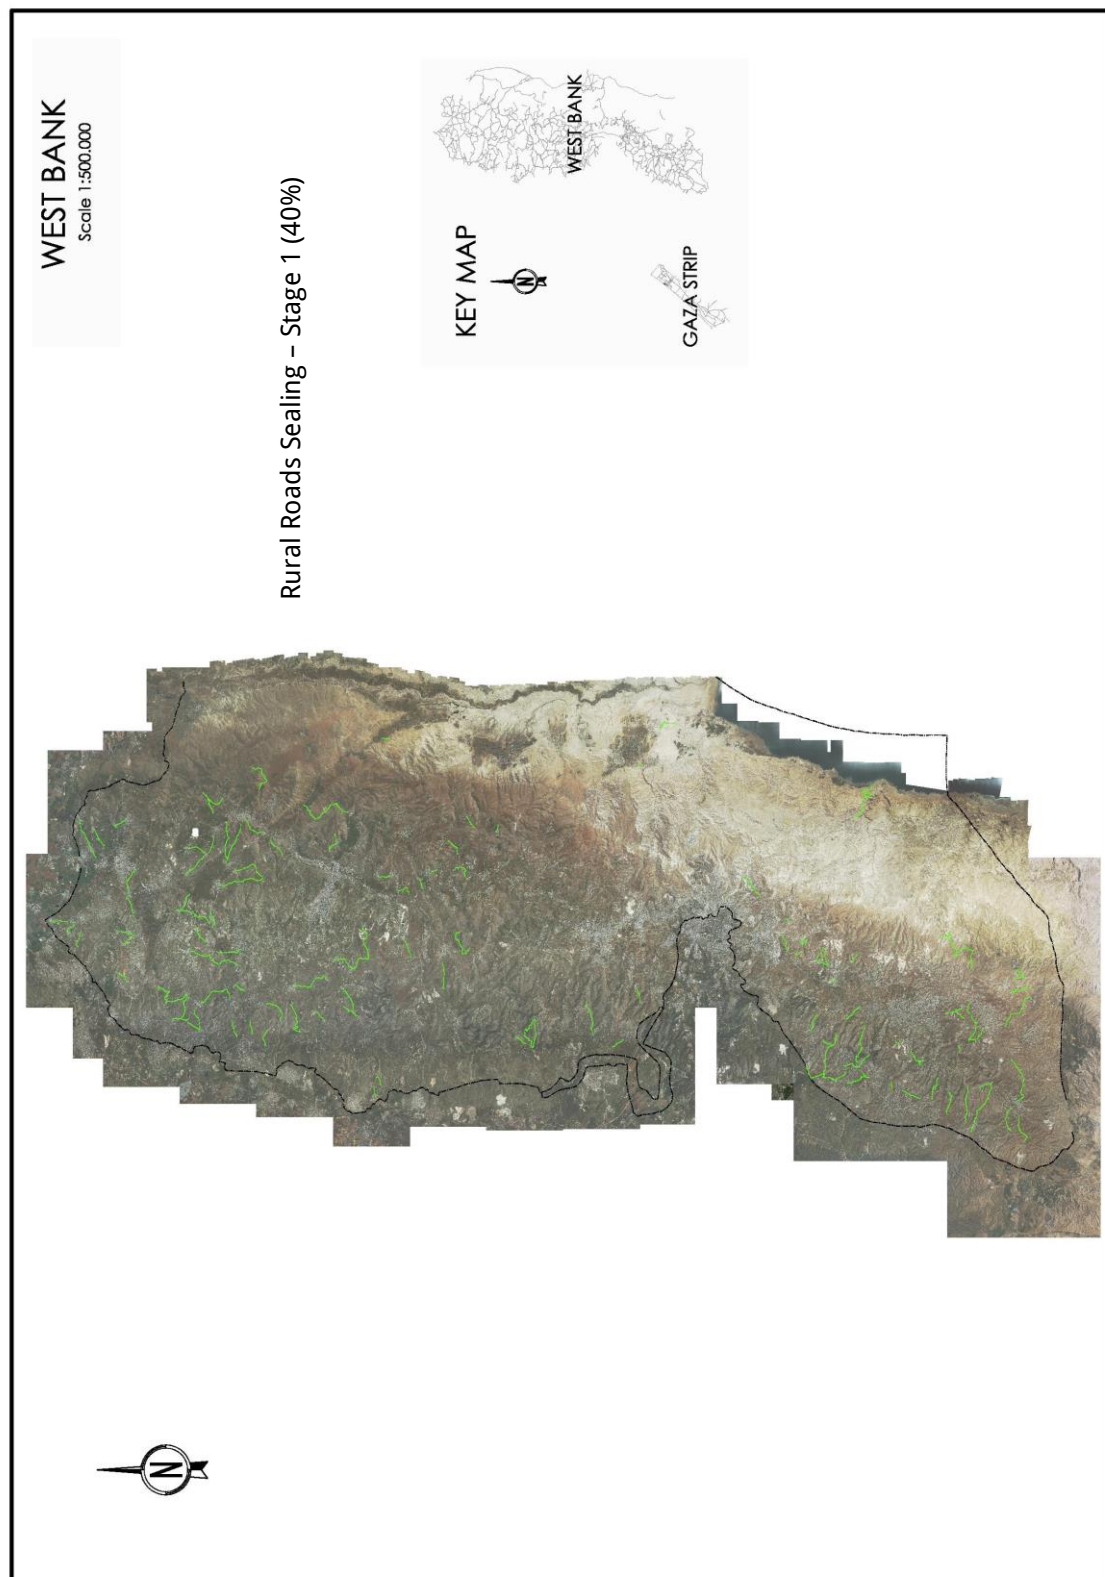 WEST BANK
Scale 1:500.000
Rural Roads Sealing – Stage 1 (40%)
KEY MAP
N
WEST BANK
GAZA STRIP
N